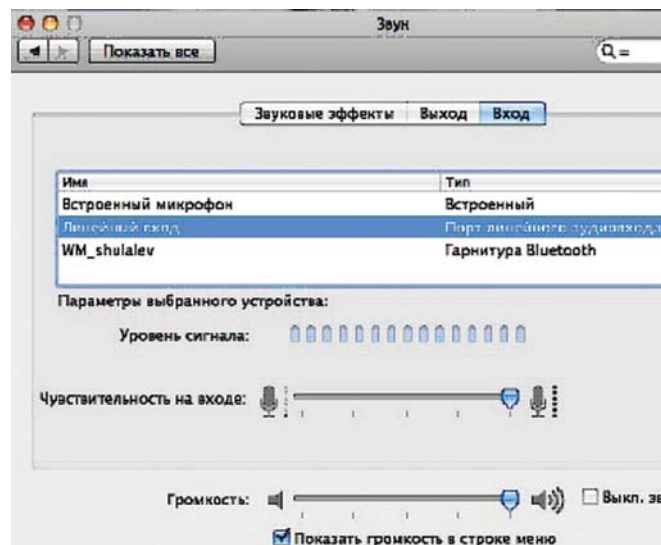 Звук
Показать все
Звуковые эффекты Выход Вход
Имя Тип
Встроенный микрофон Встроенный
Линейный вход Порт линейного аудиовхода
WM_shulalev Гарнитура Bluetooth
Параметры выбранного устройства:
Уровень сигнала:
Чувствительность на входе:
Громкость: Выкл. зв
Показать громкость в строке меню